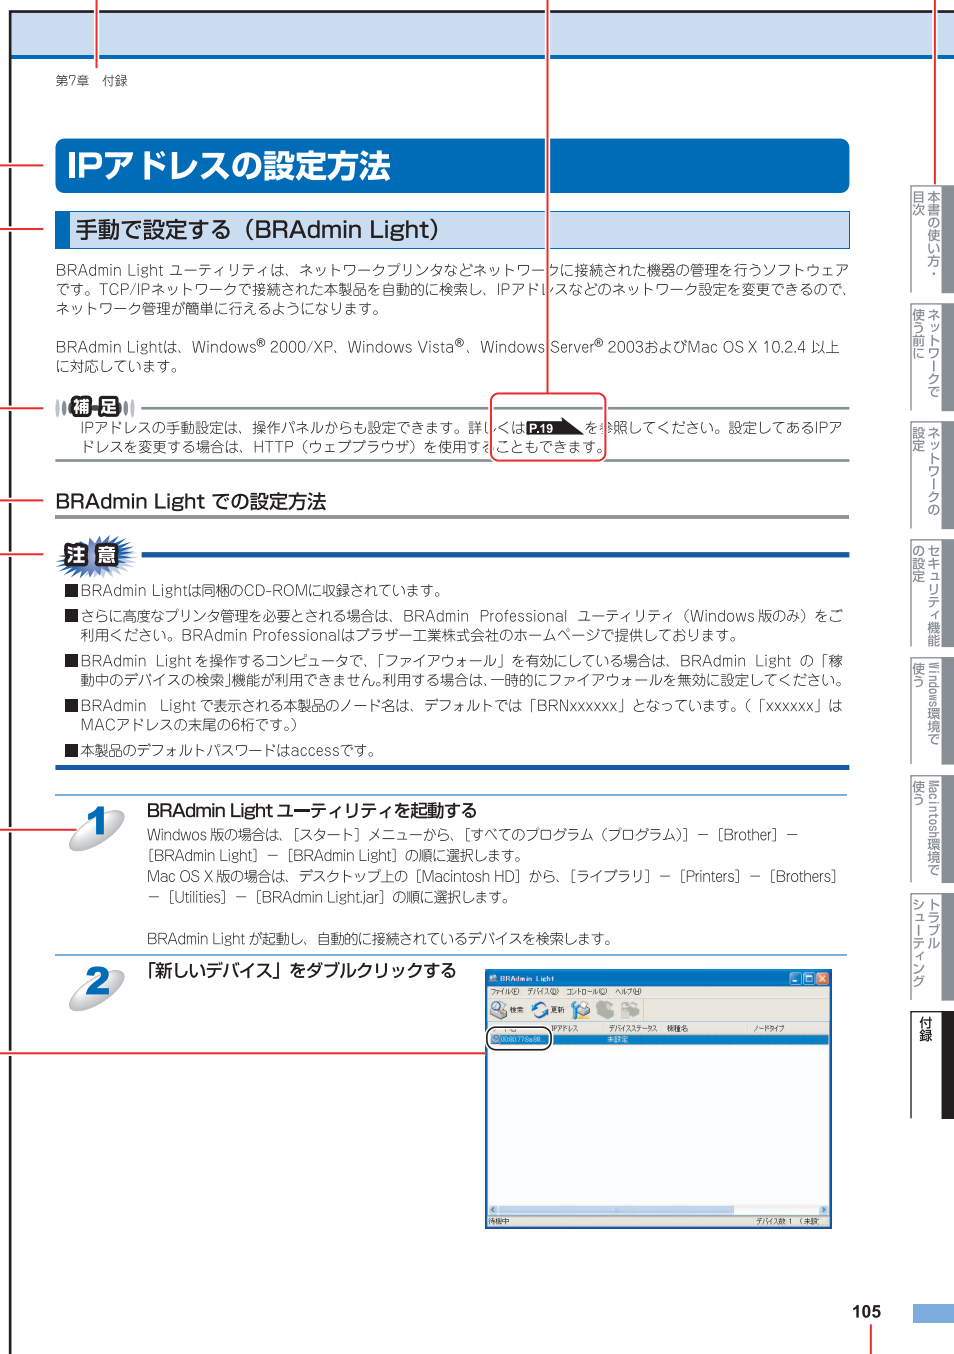 第7章　付録
IPアドレスの設定方法
手動で設定する（BRAdmin Light）
BRAdmin Light ユーティリティは、ネットワークプリンタなどネットワークに接続された機器の管理を行うソフトウェア
です。TCP/IPネットワークで接続された本製品を自動的に検索し、IPアドレスなどのネットワーク設定を変更できるので、
ネットワーク管理が簡単に行えるようになります。
BRAdmin Lightは、Windows® 2000/XP、Windows Vista®、Windows Server® 2003およびMac OS X 10.2.4 以上
に対応しています。
補足
IPアドレスの手動設定は、操作パネルからも設定できます。詳しくは P.19 を参照してください。設定してあるIPア
ドレスを変更する場合は、HTTP（ウェブブラウザ）を使用することもできます。
BRAdmin Light での設定方法
注意
■BRAdmin Lightは同梱のCD-ROMに収録されています。
■さらに高度なプリンタ管理を必要とされる場合は、BRAdmin Professional ユーティリティ（Windows 版のみ）をご
利用ください。BRAdmin Professionalはブラザー工業株式会社のホームページで提供しております。
■BRAdmin Light を操作するコンピュータで、「ファイアウォール」を有効にしている場合は、BRAdmin Light の「稼
動中のデバイスの検索」機能が利用できません。利用する場合は、一時的にファイアウォールを無効に設定してください。
■BRAdmin Light で表示される本製品のノード名は、デフォルトでは「BRNxxxxxx」となっています。（「xxxxxx」は
MACアドレスの末尾の6桁です。）
■本製品のデフォルトパスワードはaccessです。
1
BRAdmin Light ユーティリティを起動する
Windwos 版の場合は、［スタート］メニューから、［すべてのプログラム（プログラム）］－［Brother］－
［BRAdmin Light］－［BRAdmin Light］の順に選択します。
Mac OS X 版の場合は、デスクトップ上の［Macintosh HD］から、［ライブラリ］－［Printers］－［Brothers］
－［Utilities］－［BRAdmin Light.jar］の順に選択します。
BRAdmin Light が起動し、自動的に接続されているデバイスを検索します。
2
「新しいデバイス」をダブルクリックする
BRAdmin Light
ファイル(F) デバイス(D) コントロール(C) ヘルプ(H)
検索 更新
IPアドレス デバイスステータス 機種名 ノードタイプ
未設定
待機中 デバイス数 1
本書の使い方・
目次
ネットワークで
使う前に
ネットワークの
設定
セキュリティ機能
の設定
Windows環境で
使う
Macintosh環境で
使う
トラブル
シューティング
付録
105